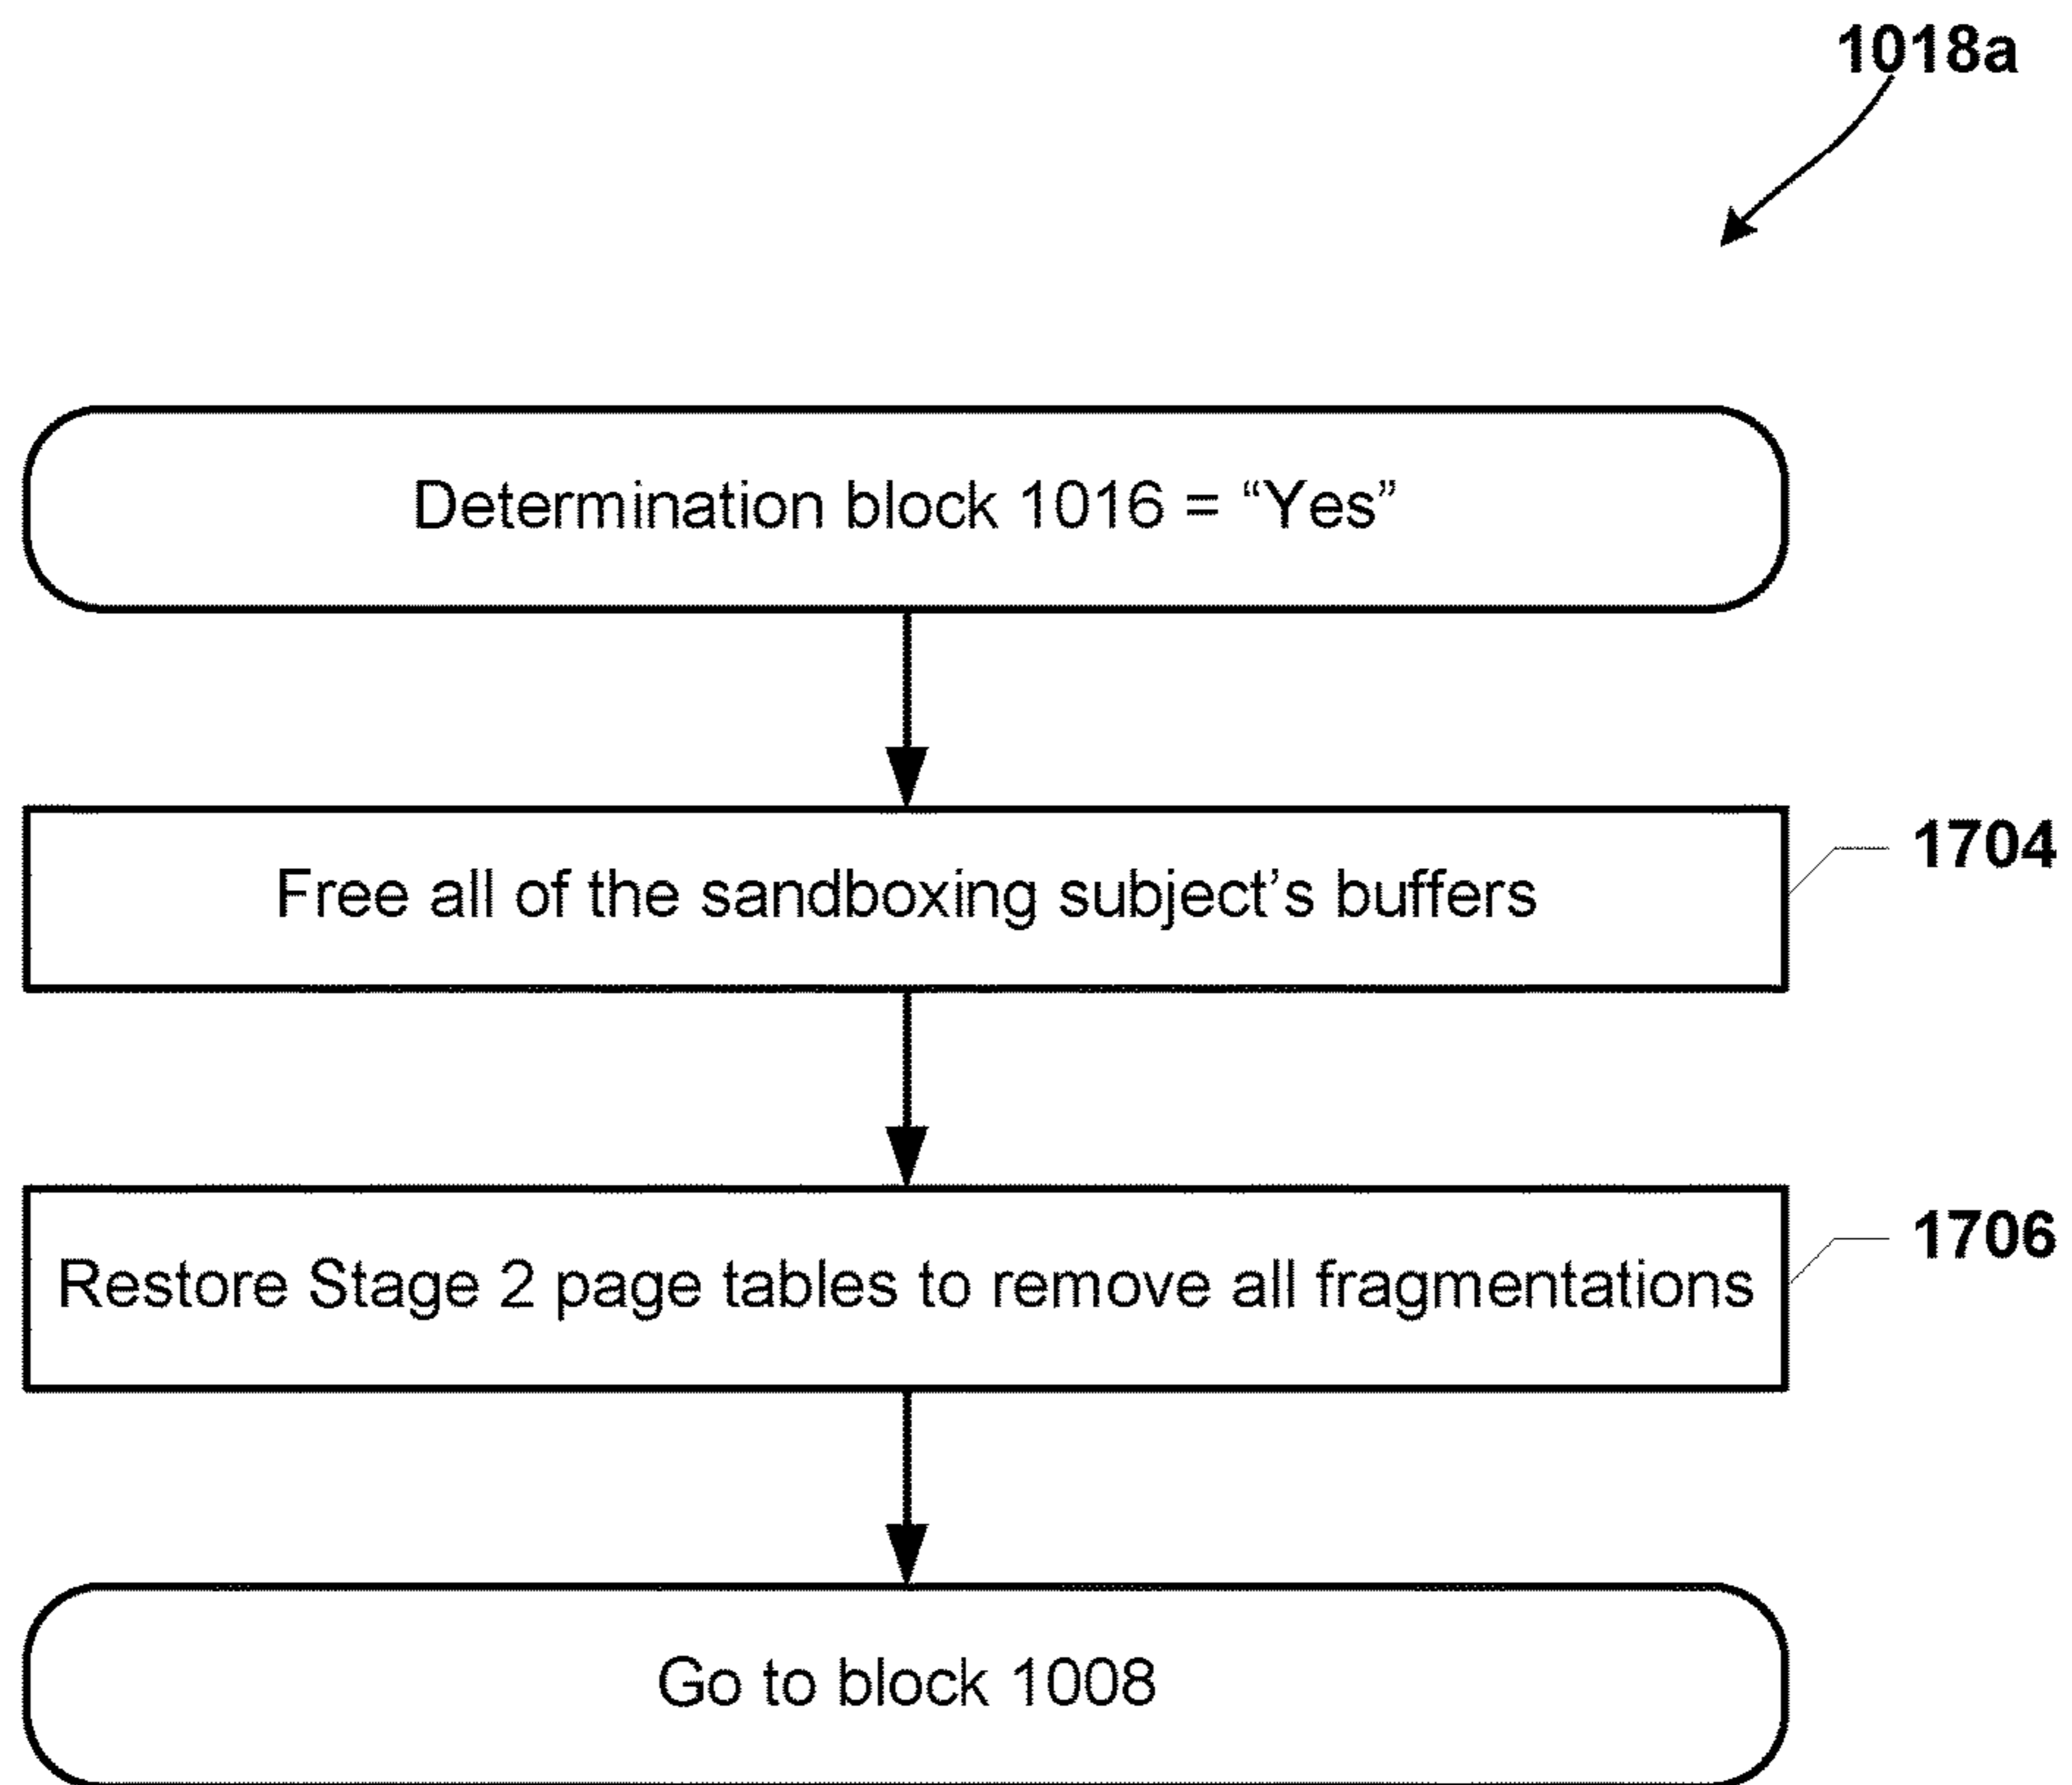 1018a
Determination block 1016 = “Yes”
Free all of the sandboxing subject’s buffers
1704
Restore Stage 2 page tables to remove all fragmentations
1706
Go to block 1008